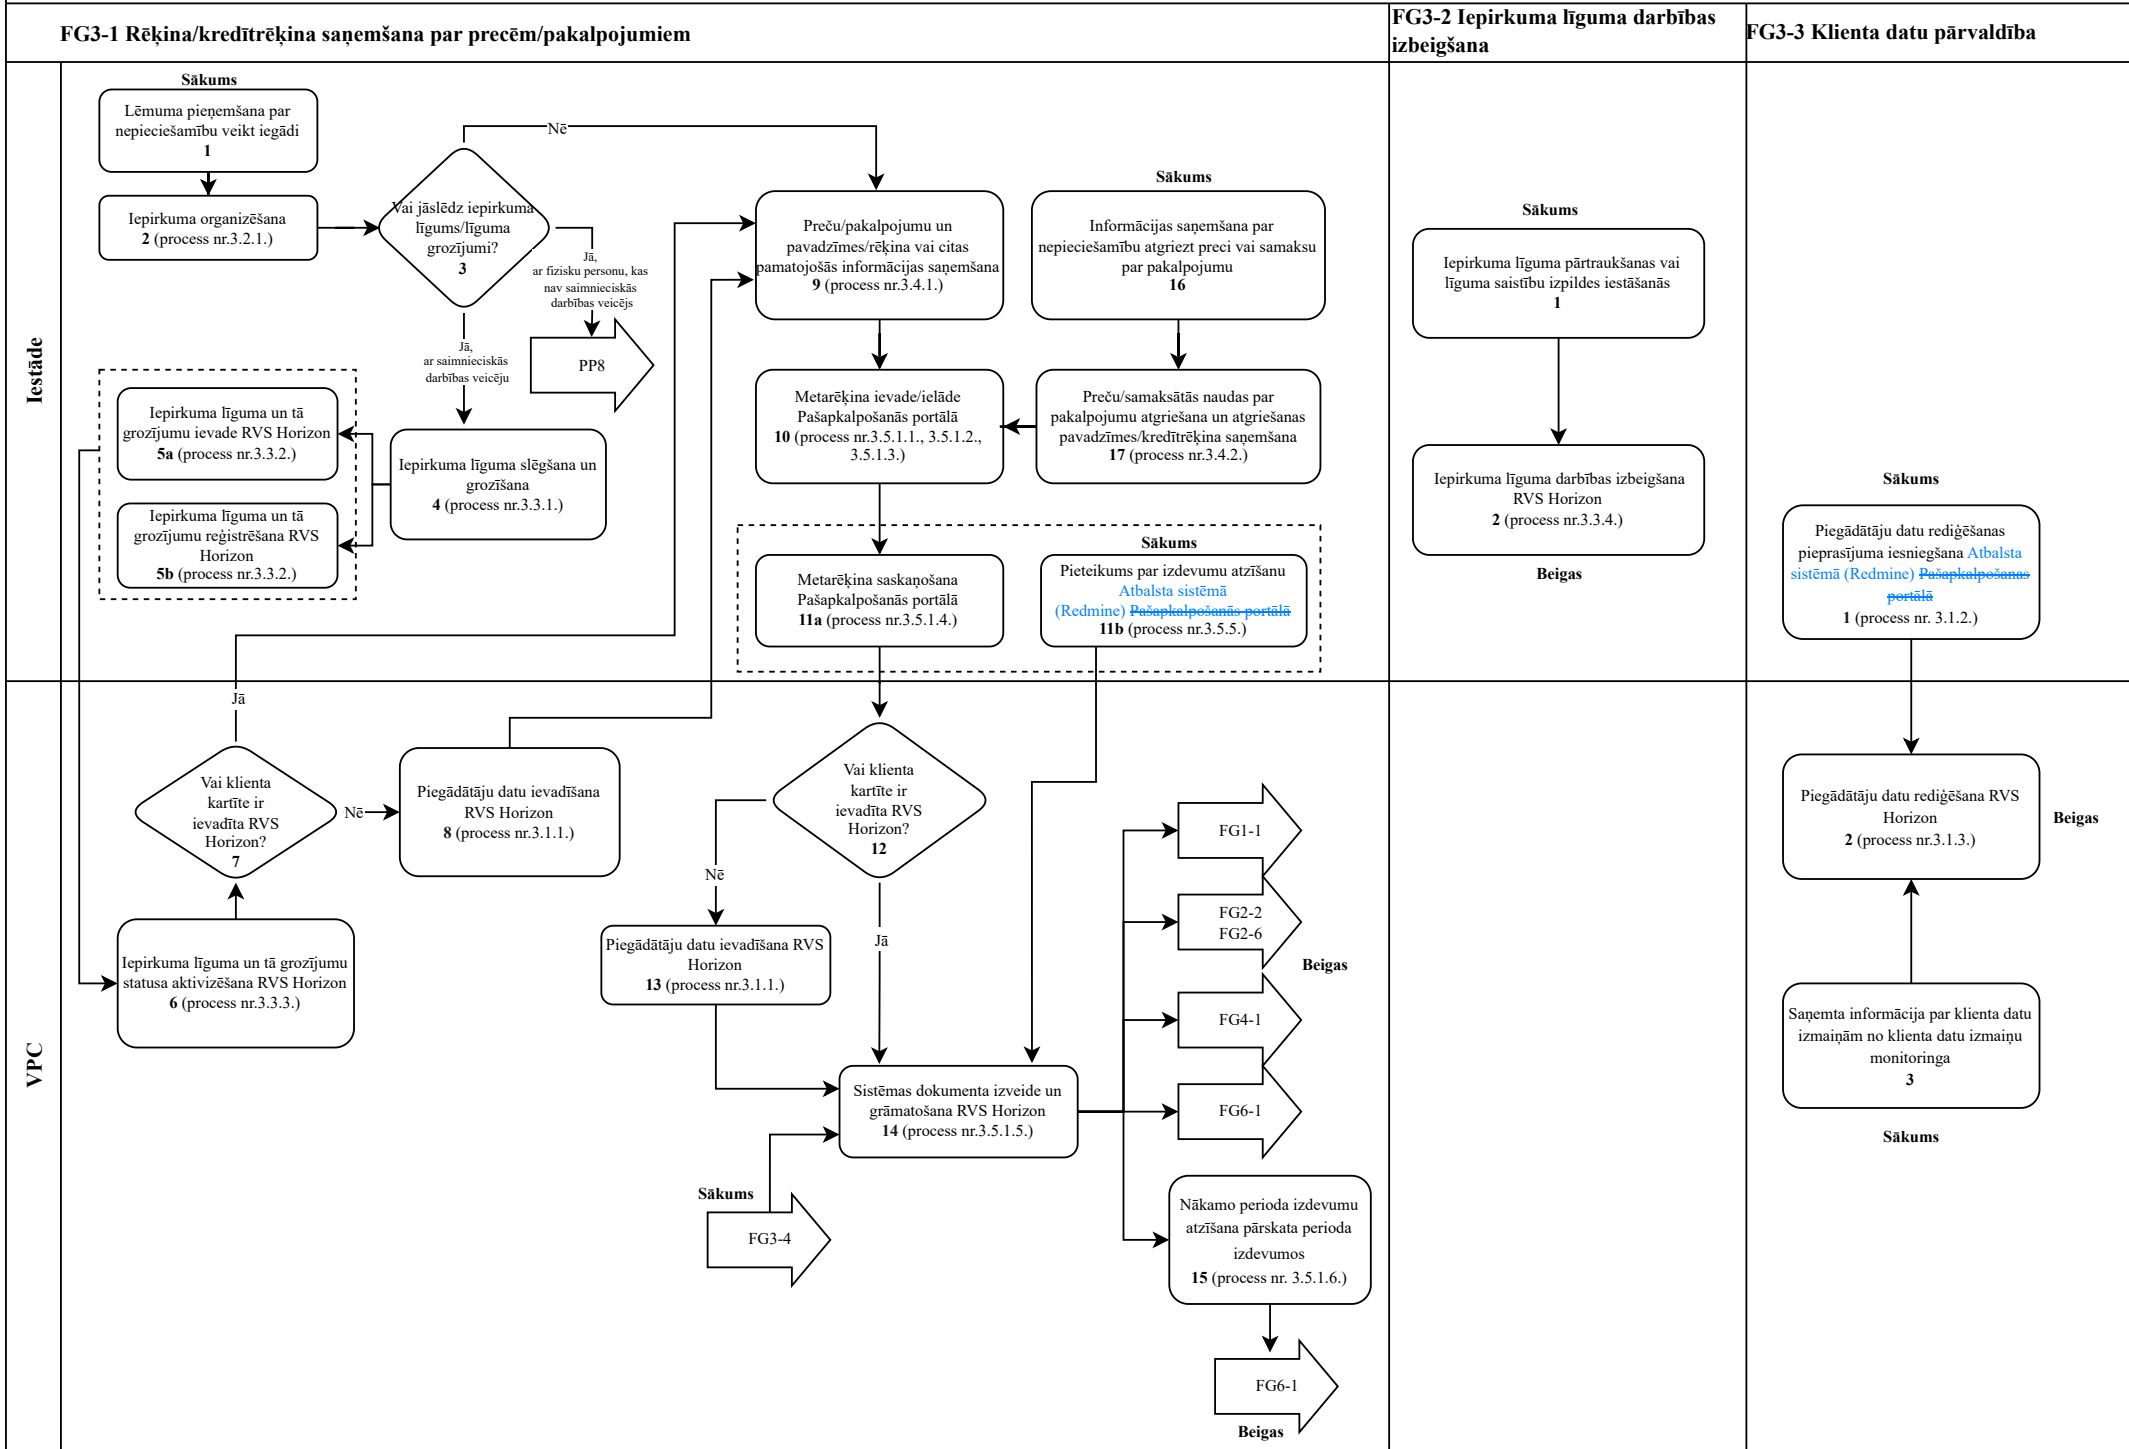 FG3-1 Rēķina/kredītrēķina saņemšana par precēm/pakalpojumiem
FG3-2 Iepirkuma līguma darbības
izbeigšana
FG3-3 Klienta datu pārvaldība
Iestāde
Sākums
Lēmuma pieņemšana par
nepieciešamību veikt iegādi
1
Iepirkuma organizēšana
2 (process nr.3.2.1.)
Vai jāslēdz iepirkuma
līgums/līguma
grozījumi?
3
Nē
Jā,
ar fizisku personu, kas
nav saimnieciskās
darbības veicējs
PP8
Jā,
ar saimnieciskās
darbības veicēju
Iepirkuma līguma slēgšana un
grozīšana
4 (process nr.3.3.1.)
Iepirkuma līguma un tā
grozījumu ievade RVS Horizon
5a (process nr.3.3.2.)
Iepirkuma līguma un tā
grozījumu reģistrēšana RVS
Horizon
5b (process nr.3.3.2.)
Preču/pakalpojumu un
pavadzīmes/rēķina vai citas
pamatojošās informācijas saņemšana
9 (process nr.3.4.1.)
Sākums
Informācijas saņemšana par
nepieciešamību atgriezt preci vai samaksu
par pakalpojumu
16
Metarēķina ievade/ielāde
Pašapkalpošanās portālā
10 (process nr.3.5.1.1., 3.5.1.2.,
3.5.1.3.)
Preču/samaksātās naudas par
pakalpojumu atgriešana un atgriešanas
pavadzīmes/kredītrēķina saņemšana
17 (process nr.3.4.2.)
Metarēķina saskaņošana
Pašapkalpošanās portālā
11a (process nr.3.5.1.4.)
Sākums
Pieteikums par izdevumu atzīšanu
Atbalsta sistēmā
(Redmine) Pašapkalpošanās portālā
11b (process nr.3.5.5.)
Sākums
Iepirkuma līguma pārtraukšanas vai
līguma saistību izpildes iestāšanās
1
Iepirkuma līguma darbības izbeigšana
RVS Horizon
2 (process nr.3.3.4.)
Beigas
Sākums
Piegādātāju datu rediģēšanas
pieprasījuma iesniegšana Atbalsta
sistēmā (Redmine) Pašapkalpošanas
portālā
1 (process nr. 3.1.2.)
VPC
Jā
Vai klienta
kartīte ir
ievadīta RVS
Horizon?
7
Nē
Piegādātāju datu ievadīšana
RVS Horizon
8 (process nr.3.1.1.)
Iepirkuma līguma un tā grozījumu
statusa aktivizēšana RVS Horizon
6 (process nr.3.3.3.)
Vai klienta
kartīte ir
ievadīta RVS
Horizon?
12
Nē
Jā
Piegādātāju datu ievadīšana RVS
Horizon
13 (process nr.3.1.1.)
Sistēmas dokumenta izveide un
grāmatošana RVS Horizon
14 (process nr.3.5.1.5.)
Sākums
FG3-4
FG1-1
FG2-2
FG2-6
Beigas
FG4-1
FG6-1
Nākamo perioda izdevumu
atzīšana pārskata perioda
izdevumos
15 (process nr. 3.5.1.6.)
FG6-1
Beigas
Piegādātāju datu rediģēšana RVS
Horizon
2 (process nr.3.1.3.)
Beigas
Saņemta informācija par klienta datu
izmaiņām no klienta datu izmaiņu
monitoringa
3
Sākums